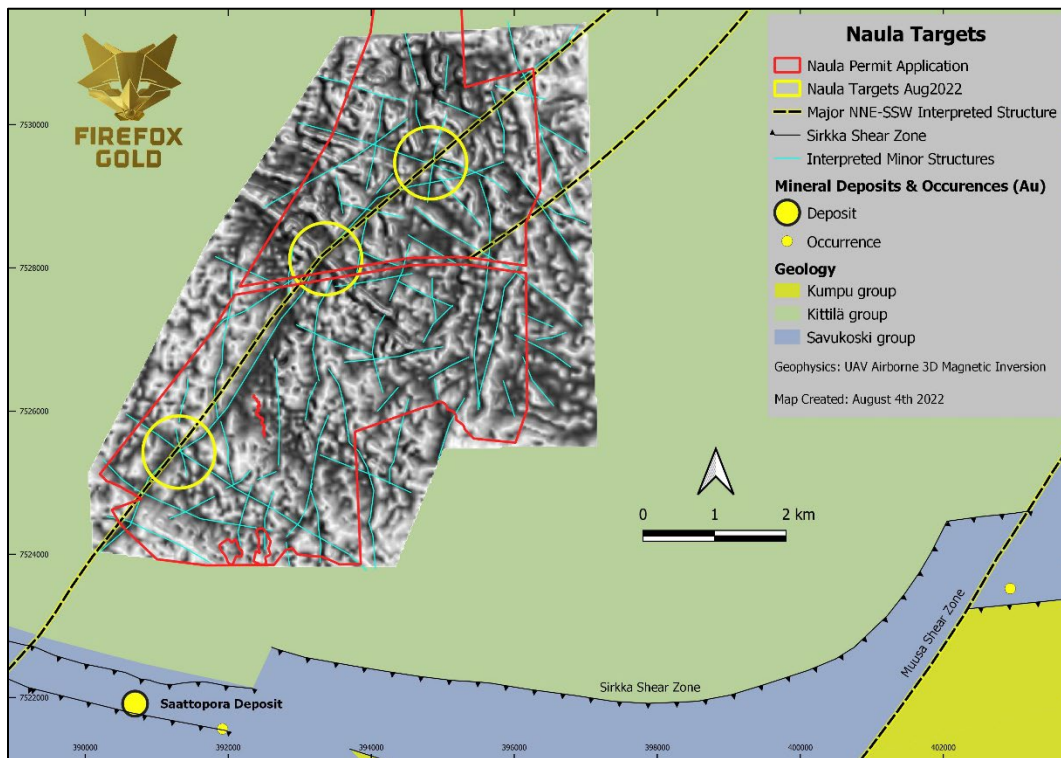 FIREFOX
GOLD
Naula Targets
Naula Permit Application
Naula Targets Aug2022
Major NNE-SSW Interpreted Structure
Sirkka Shear Zone
Interpreted Minor Structures
Mineral Deposits & Occurences (Au)
Deposit
Occurrence
Geology
Kumpu group
Kittilä group
Savukoski group
Geophysics: UAV Airborne 3D Magnetic Inversion
Map Created: August 4th 2022
7530000
7528000
7526000
7524000
7522000
0 1 2 km
Muusa Shear Zone
Sirkka Shear Zone
Saattopora Deposit
390000 392000 394000 396000 398000 400000 402000